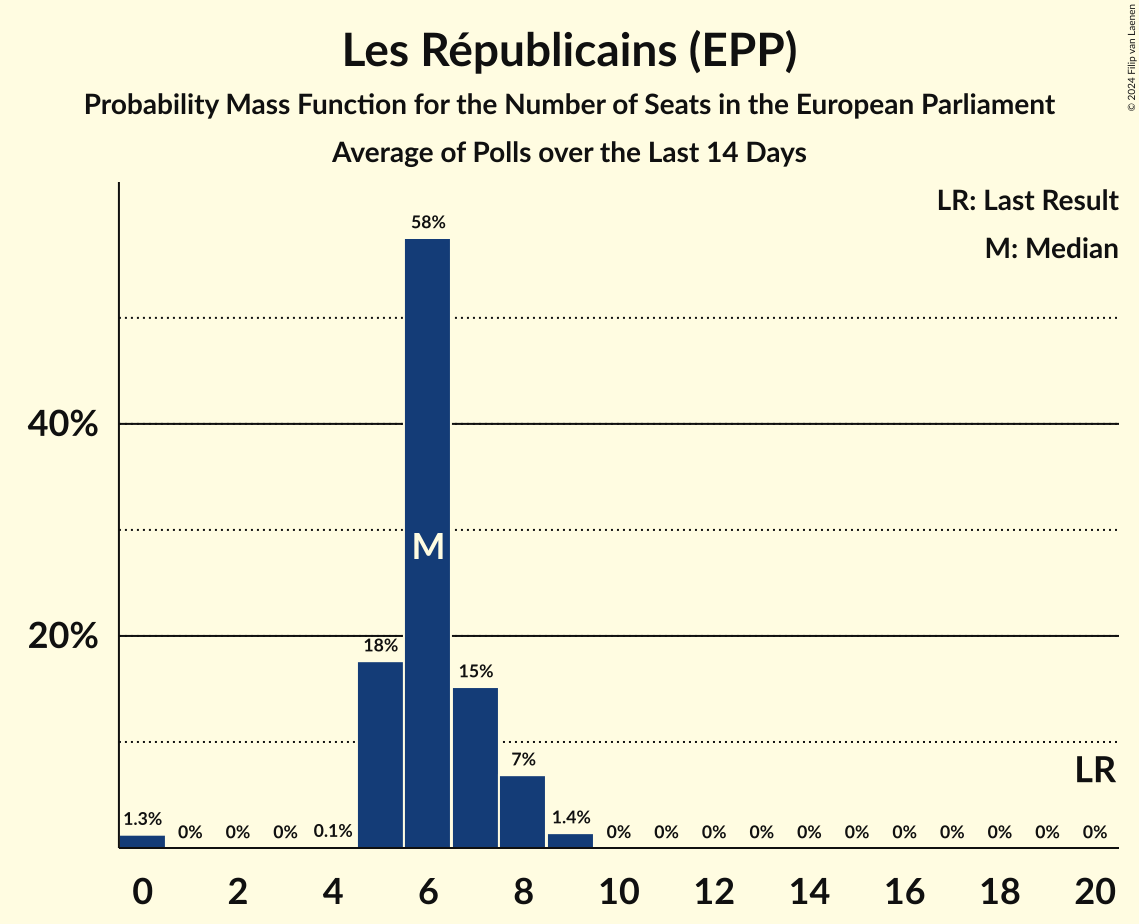 Les Républicains (EPP)
Probability Mass Function for the Number of Seats in the European Parliament
Average of Polls over the Last 14 Days
© 2024 Filip van Laenen
LR: Last Result
M: Median
58%
40%
M
20%
18%
15%
7%
LR
1.3%
0%
0%
0%
0.1%
1.4%
0%
0%
0%
0%
0%
0%
0%
0%
0%
0%
0%
0 2 4 6 8 10 12 14 16 18 20